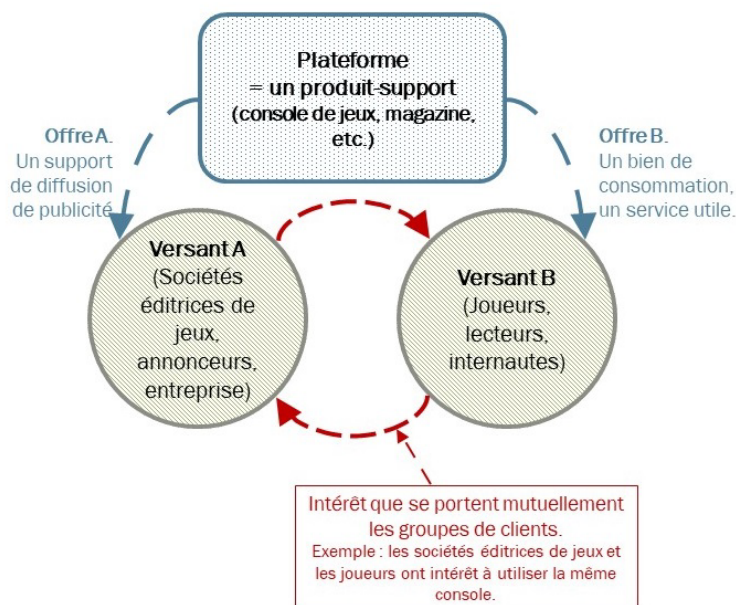 Plateforme
= un produit-support
(console de jeux, magazine,
etc.)
Offre A.
Un support
de diffusion
de publicité
Offre B.
Un bien de
consommation,
un service utile.
Versant A
(Sociétés
éditrices de
jeux,
annonceurs,
entreprise)
Versant B
(Joueurs,
lecteurs,
internautes)
Intérêt que se portent mutuellement
les groupes de clients.
Exemple : les sociétés éditrices de jeux et
les joueurs ont intérêt à utiliser la même
console.